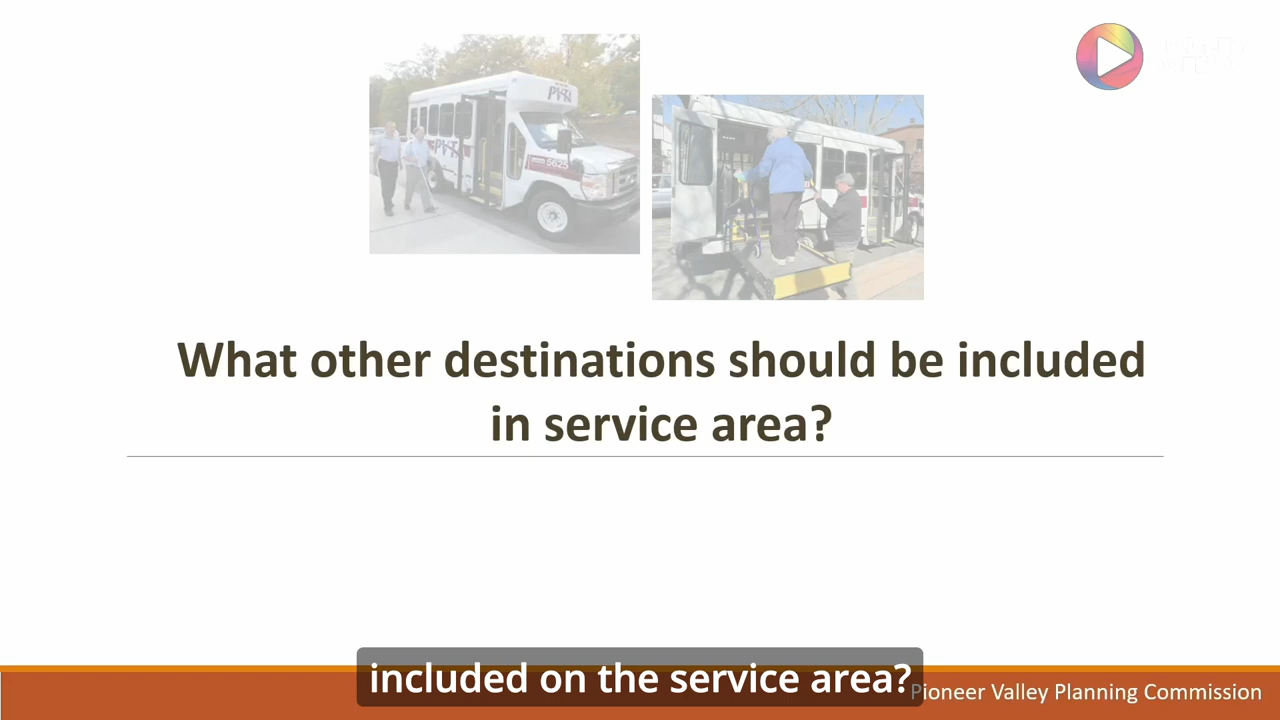 PVTA
PVTA
5625
What other destinations should be included
in service area?
included on the service area?
Pioneer Valley Planning Commission